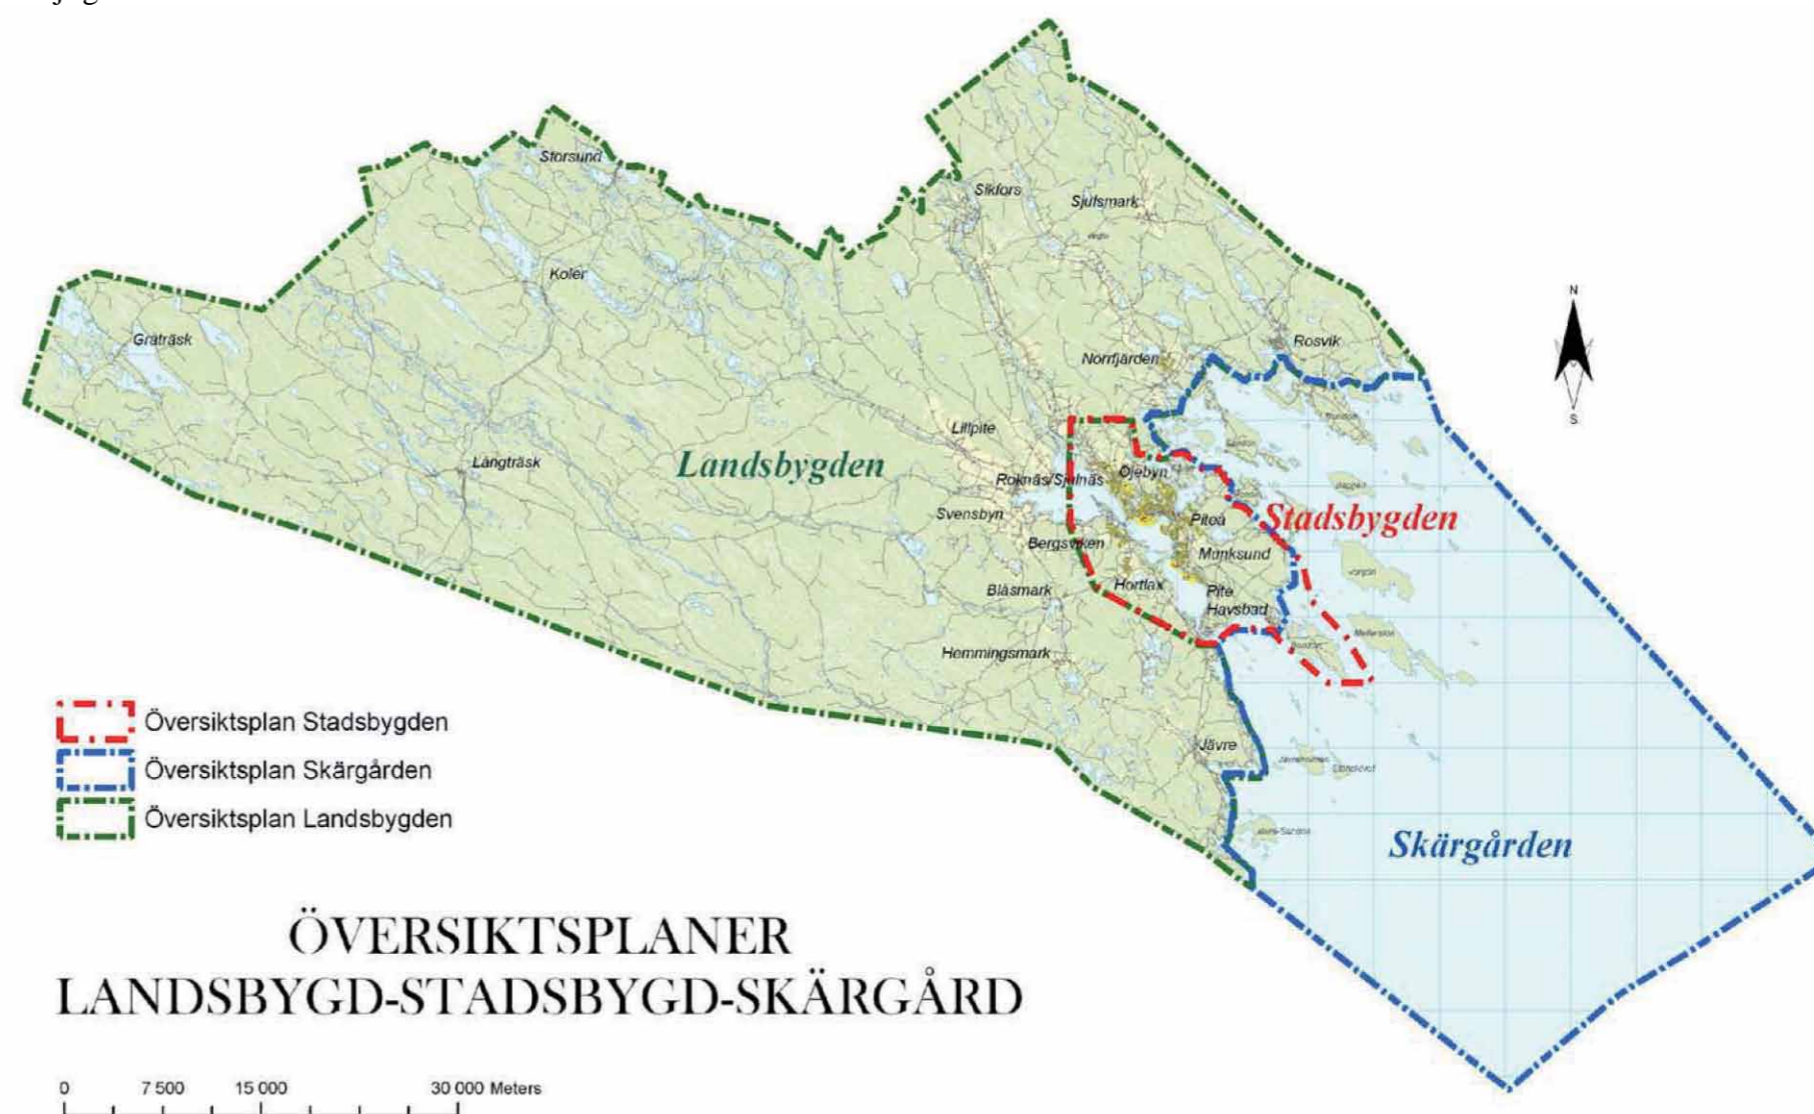 Storsund
Sikfors
Sjulsmark
Koler
Gråträsk
N
Rosvik
Norrfjärden
S
Lillpite
Långträsk
Landsbygden
Öjebyn
Roknäs/Sjulnäs
Svensbyn
Piteå
Stadsbygden
Bergsviken
Munksund
Blåsmark
Hortlax
Pite
Havsbad
Hemmingsmark
Jävre
Översiktsplan Stadsbygden
Översiktsplan Skärgården
Översiktsplan Landsbygden
Skärgården
ÖVERSIKTSPLANER
LANDSBYGD-STADSBYGD-SKÄRGÅRD
0 7 500 15 000 30 000 Meters